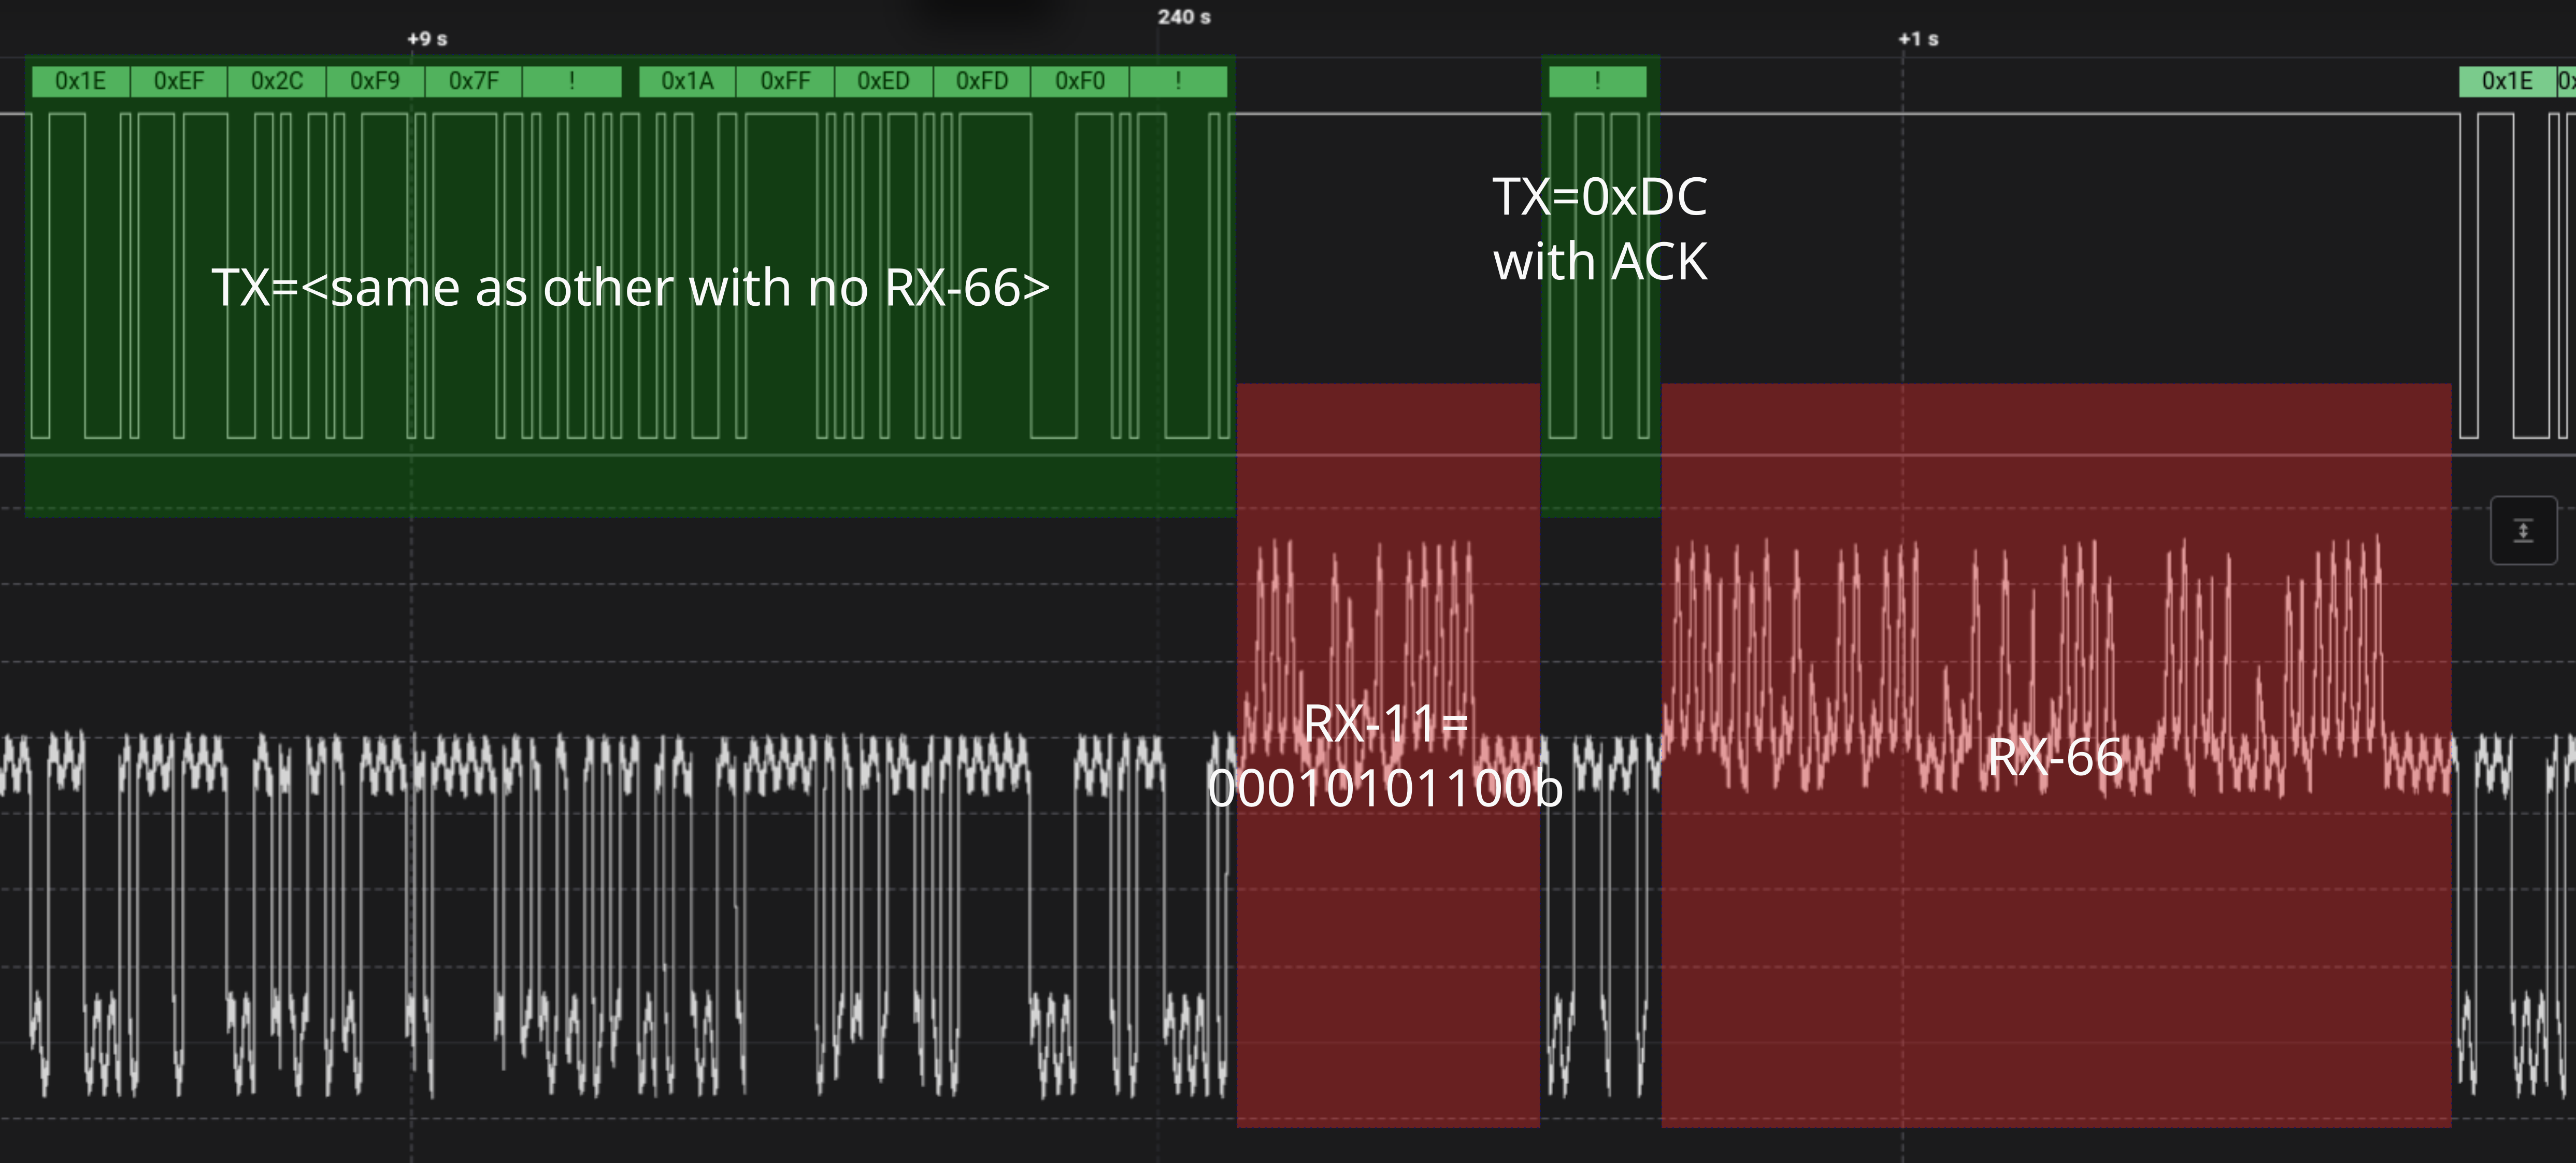 240 s
+9 s
+1 s
0x1E 0xEF 0x2C 0xF9 0x7F ! 0x1A 0xFF 0xED 0xFD 0xF0 ! ! 0x1E 0x
TX=<same as other with no RX-66>
TX=0xDC
with ACK
RX-11=
00010101100b
RX-66